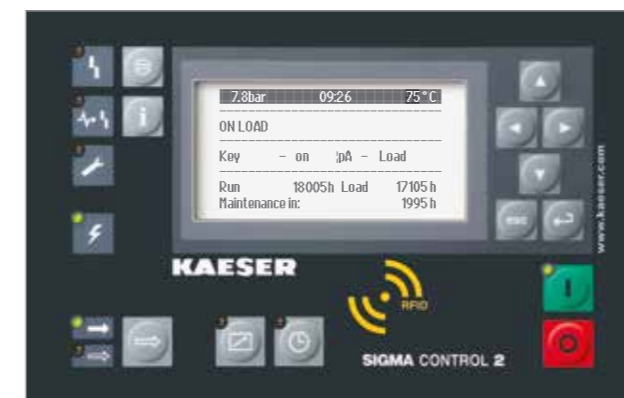 7.8bar 09:26 75°C
ON LOAD
Key - on pA - Load
Run 18005h Load 17105h
Maintenance in: 1995h
esc
www.kaeser.com
KAESER
RFID
I
SIGMA CONTROL 2
O